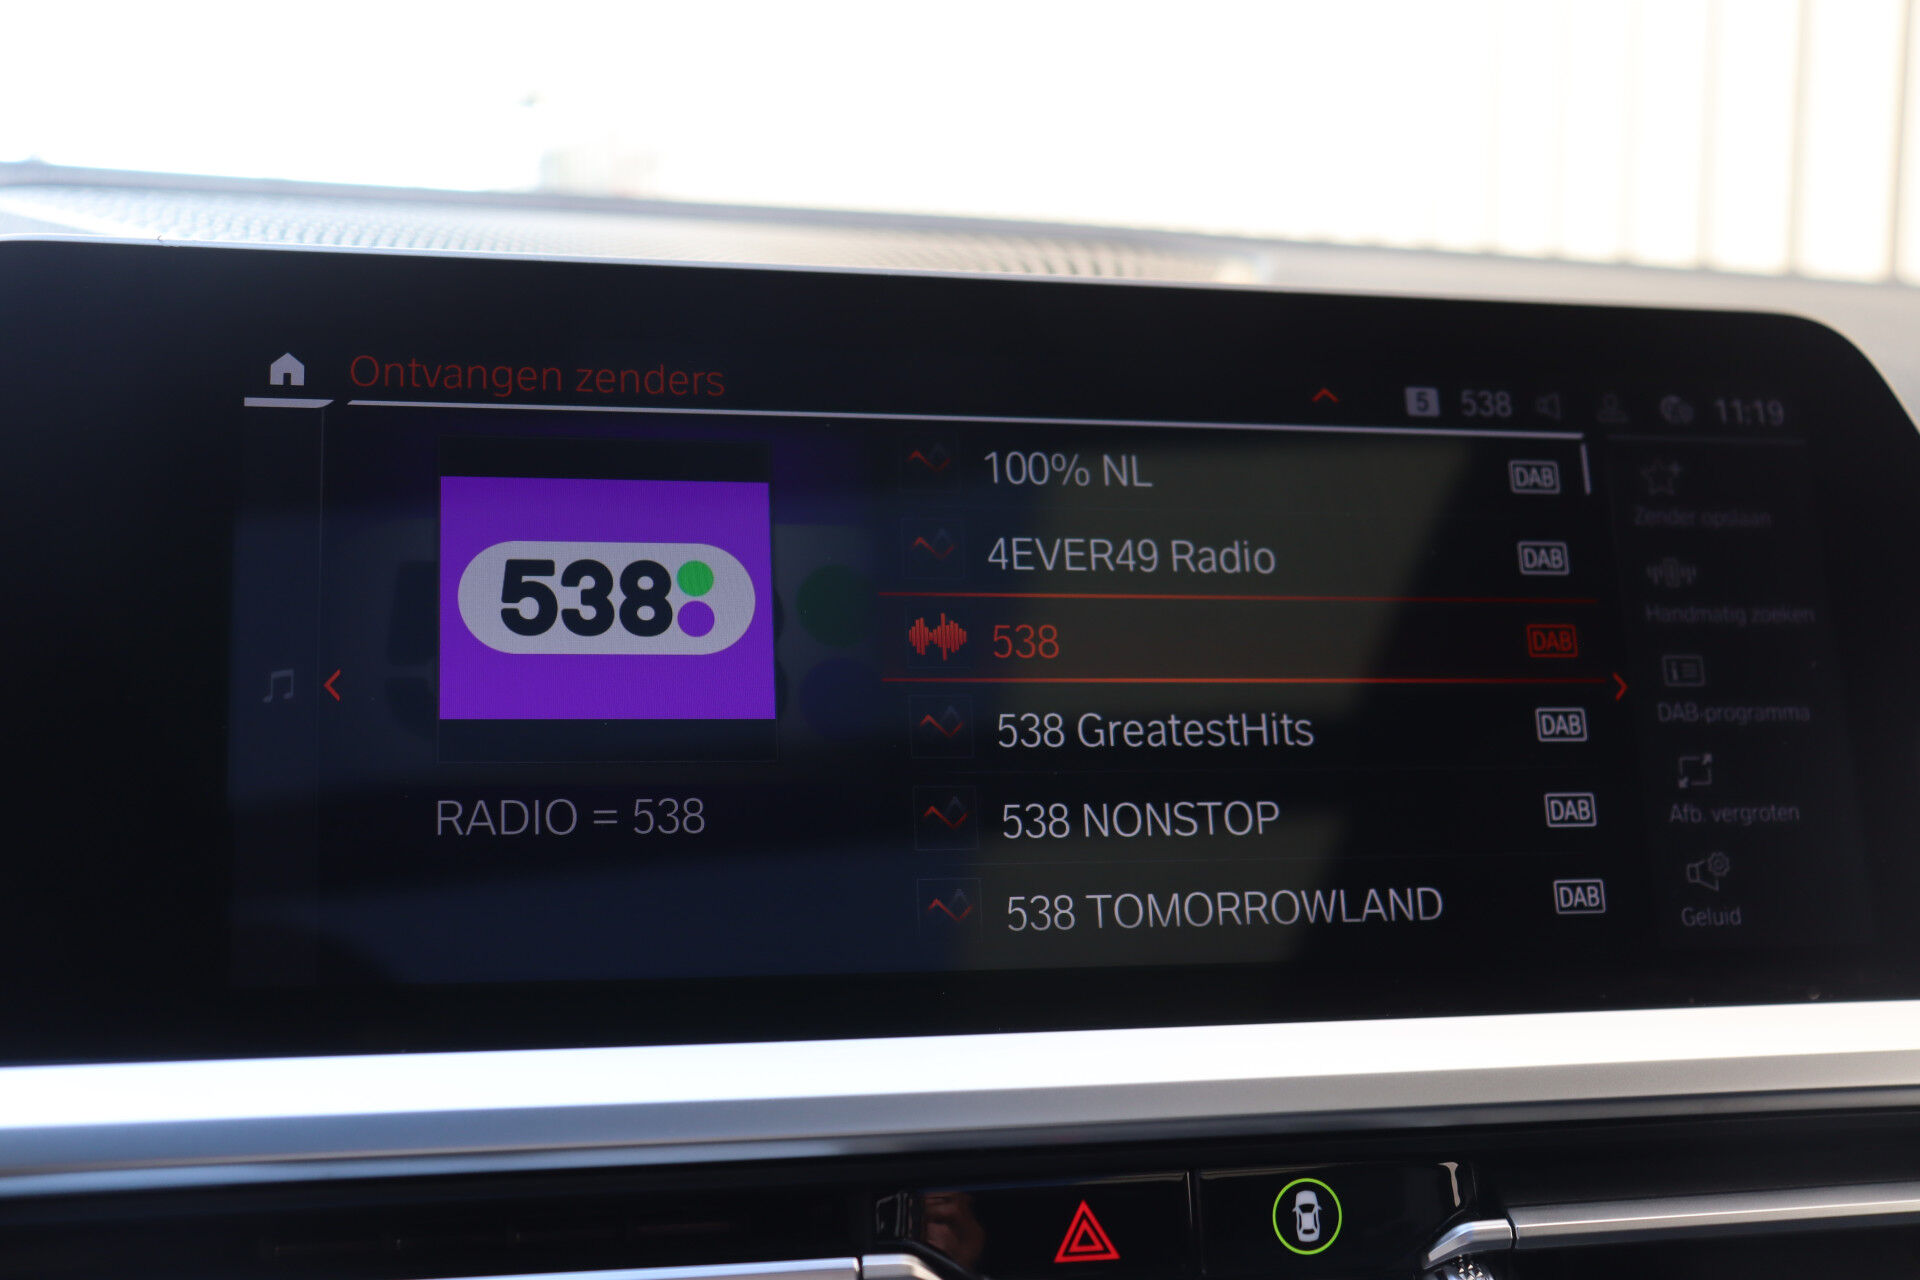 Ontvangen zenders
5 538 11:19
538
RADIO = 538
100% NL DAB
4EVER49 Radio DAB
538 DAB
538 GreatestHits DAB
538 NONSTOP DAB
538 TOMORROWLAND DAB
Zender opslaan
Handmatig zoeken
DAB-programma
Afb. vergroten
Geluid